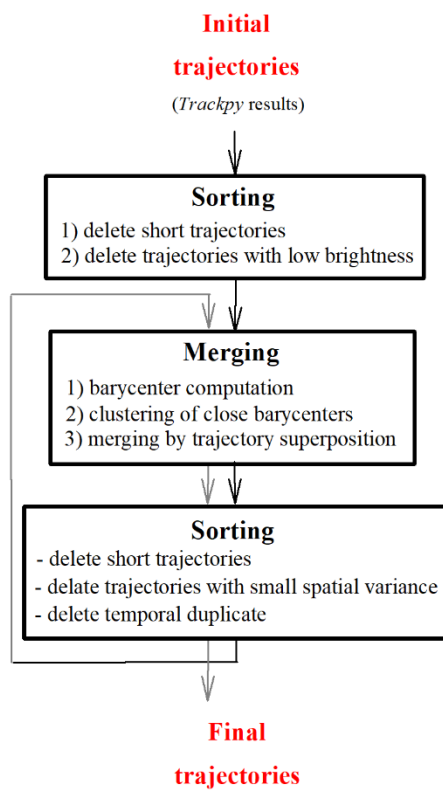 Initial
trajectories
(Trackpy results)
Sorting
1) delete short trajectories
2) delete trajectories with low brightness
Merging
1) barycenter computation
2) clustering of close barycenters
3) merging by trajectory superposition
Sorting
- delete short trajectories
- delate trajectories with small spatial variance
- delete temporal duplicate
Final
trajectories